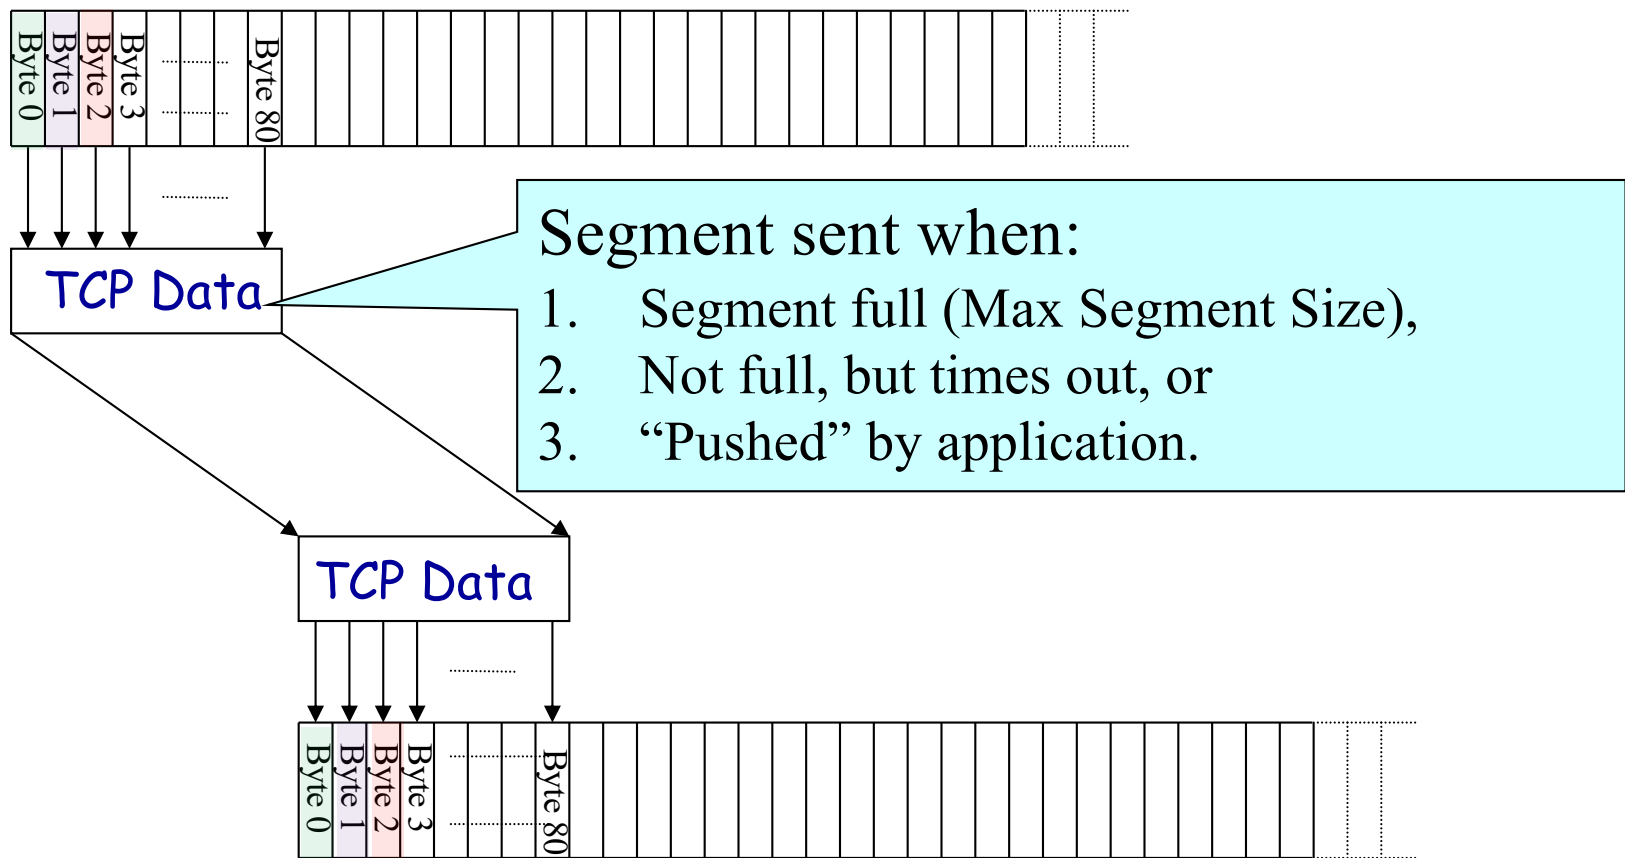 Byte 0
Byte 1
Byte 2
Byte 3
Byte 80
TCP Data
Segment sent when:
1. Segment full (Max Segment Size),
2. Not full, but times out, or
3. “Pushed” by application.
TCP Data
Byte 0
Byte 1
Byte 2
Byte 3
Byte 80